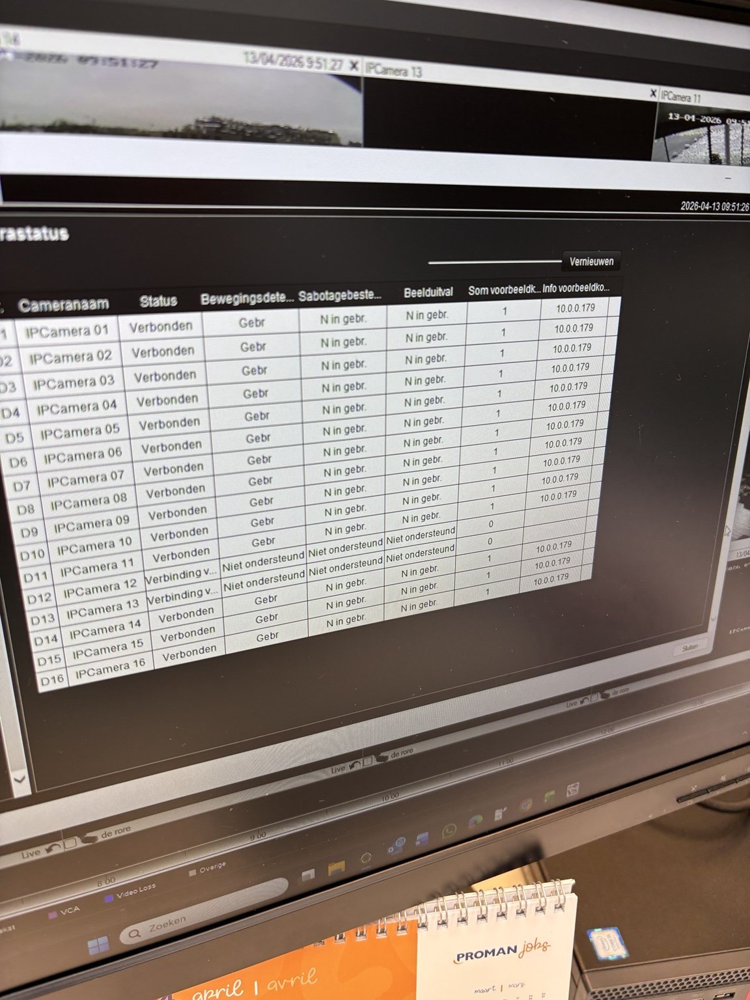 13/04/2026 9:51:27 X IPCamera 13
X IPCamera 11
13-04-2026
2026-04-13 09:51:26
rastatus
Vernieuwen
Cameranaam Status Bewegingsdete... Sabotagebeste... Beelduitval Som voorbeeldk... Info voorbeeldko...
1 IPCamera 01 Verbonden Gebr N in gebr. N in gebr. 1 10.0.0.179
02 IPCamera 02 Verbonden Gebr N in gebr. N in gebr. 1 10.0.0.179
D3 IPCamera 03 Verbonden Gebr N in gebr. N in gebr. 1 10.0.0.179
D4 IPCamera 04 Verbonden Gebr N in gebr. N in gebr. 1 10.0.0.179
D5 IPCamera 05 Verbonden Gebr N in gebr. N in gebr. 1 10.0.0.179
D6 IPCamera 06 Verbonden Gebr N in gebr. N in gebr. 1 10.0.0.179
D7 IPCamera 07 Verbonden Gebr N in gebr. N in gebr. 1 10.0.0.179
D8 IPCamera 08 Verbonden Gebr N in gebr. N in gebr. 1 10.0.0.179
D9 IPCamera 09 Verbonden Gebr N in gebr. N in gebr. 1 10.0.0.179
D10 IPCamera 10 Verbonden Gebr N in gebr. N in gebr. 1 10.0.0.179
D11 IPCamera 11 Verbonden Gebr N in gebr. N in gebr. 1 10.0.0.179
D12 IPCamera 12 Verbinding v... Niet ondersteund Niet ondersteund Niet ondersteund 0
D13 IPCamera 13 Verbinding v... Niet ondersteund Niet ondersteund Niet ondersteund 0
D14 IPCamera 14 Verbonden Gebr N in gebr. N in gebr. 1 10.0.0.179
D15 IPCamera 15 Verbonden Gebr N in gebr. N in gebr. 1 10.0.0.179
D16 IPCamera 16 Verbonden Gebr N in gebr. N in gebr. 1 10.0.0.179
Sluiten
Live de rore
Live de rore
Live de rore
8:00 9:00 10:00 11:00
VCA Video Loss Overige
Zoeken
PROMAN jobs
april | avril
maart | mars